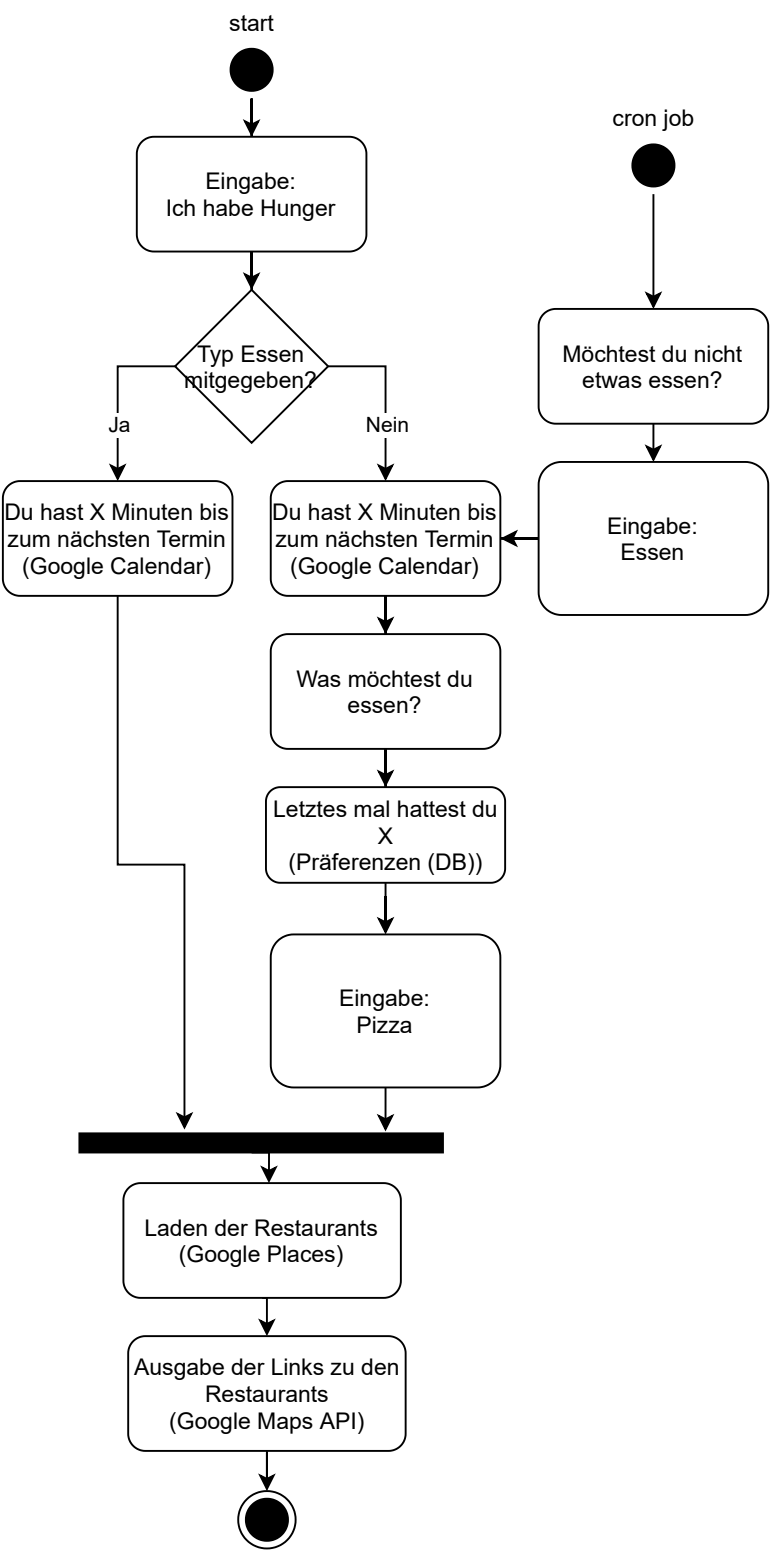 start
cron job
Eingabe:
Ich habe Hunger
Typ Essen
mitgegeben?
Möchtest du nicht
etwas essen?
Ja
Nein
Du hast X Minuten bis
zum nächsten Termin
(Google Calendar)
Du hast X Minuten bis
zum nächsten Termin
(Google Calendar)
Eingabe:
Essen
Was möchtest du
essen?
Letztes mal hattest du
X
(Präferenzen (DB))
Eingabe:
Pizza
Laden der Restaurants
(Google Places)
Ausgabe der Links zu den
Restaurants
(Google Maps API)